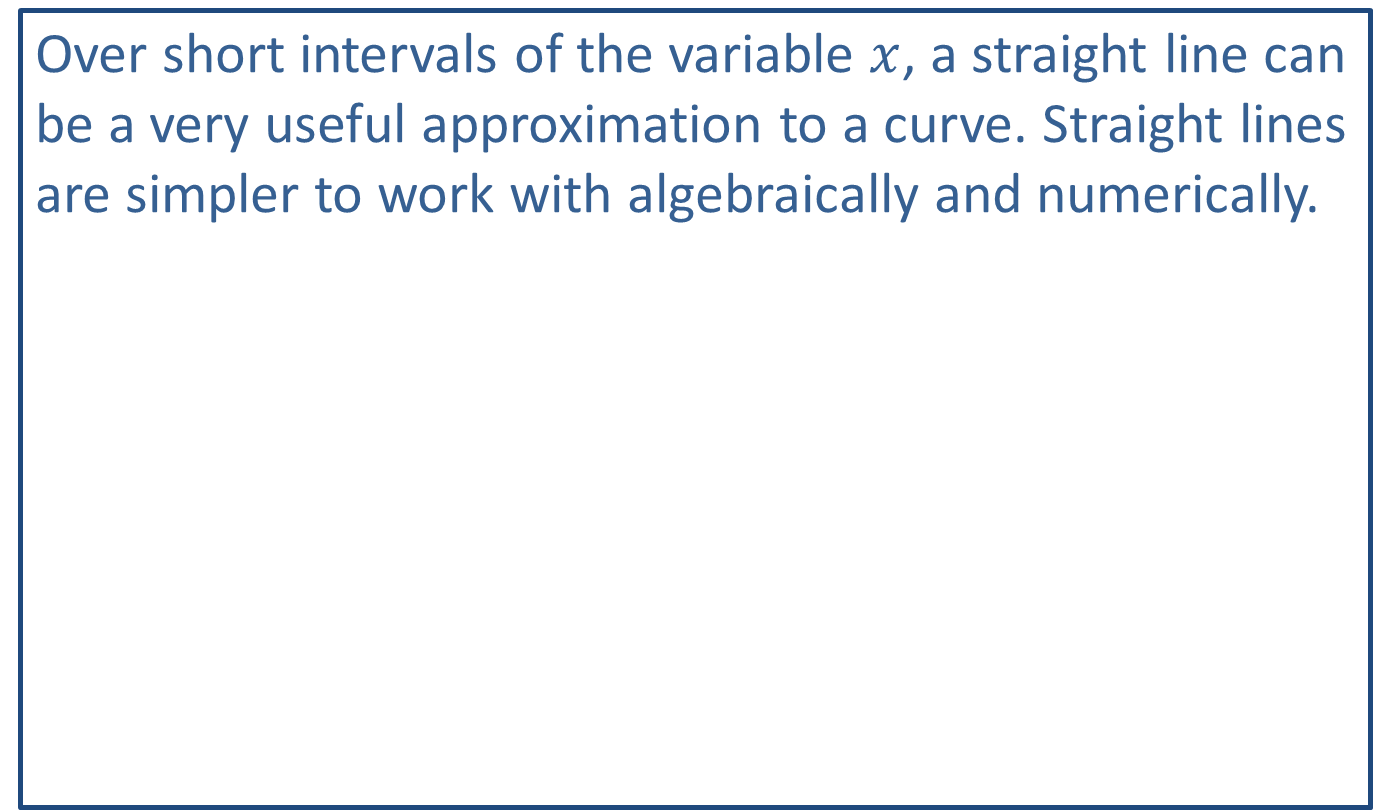 Over short intervals of the variable 𝑥, a straight line can
be a very useful approximation to a curve. Straight lines
are simpler to work with algebraically and numerically.